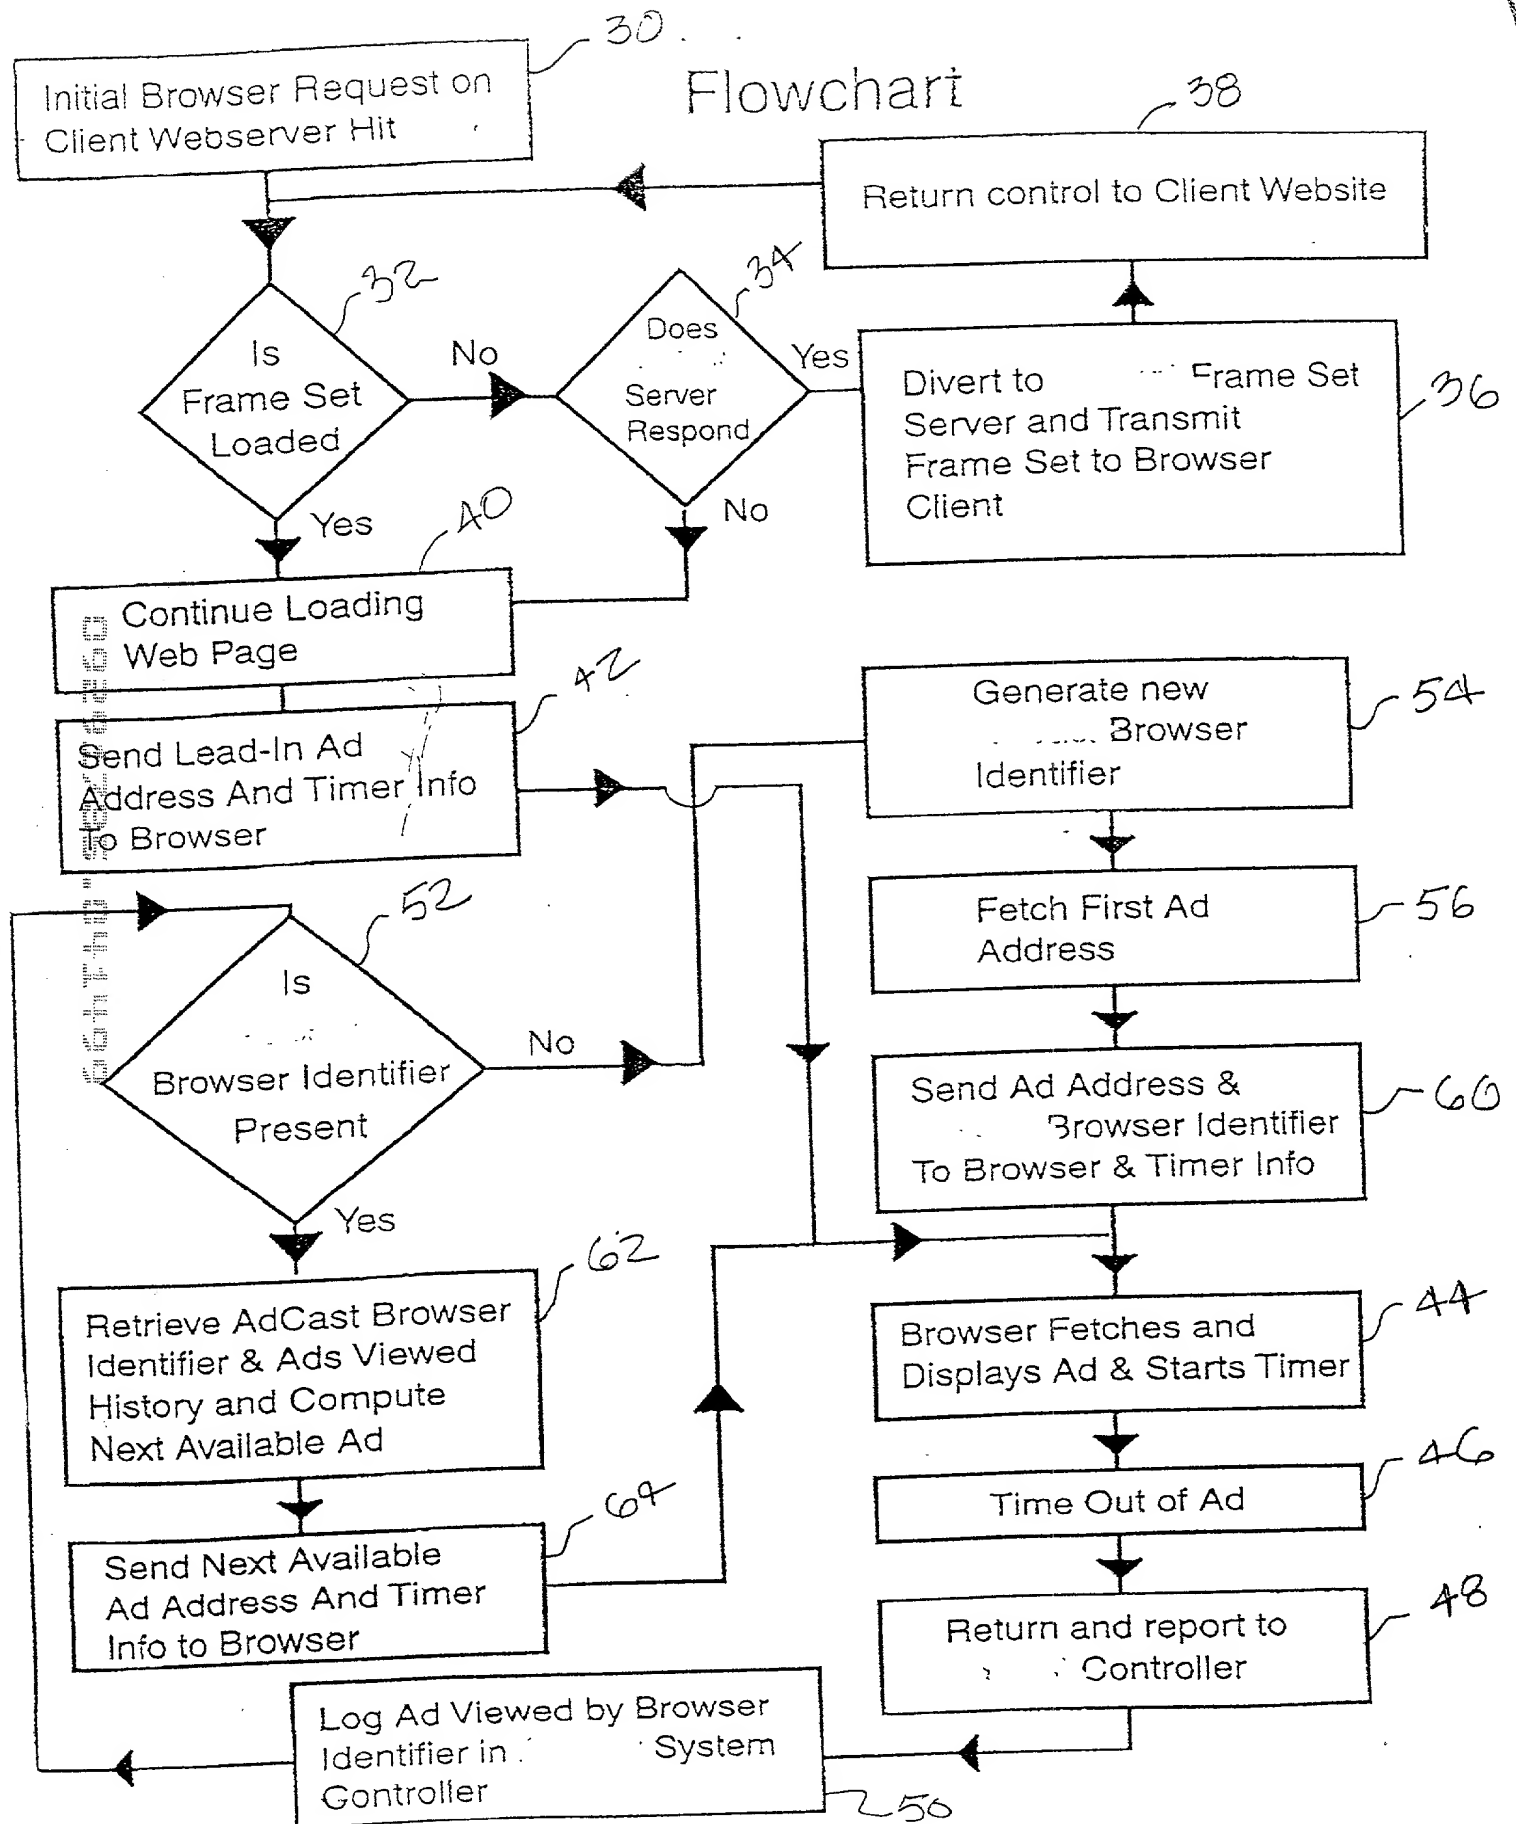 30
Flowchart
Initial Browser Request on
Client Webserver Hit
38
Return control to Client Website
32
Is
Frame Set
Loaded
No
34
Does
Server
Respond
Yes
Divert to Frame Set
Server and Transmit
Frame Set to Browser
Client
36
Yes
No
40
Continue Loading
Web Page
42
Send Lead-In Ad
Address And Timer Info
To Browser
Generate new
Browser
Identifier
54
52
Is
Browser Identifier
Present
No
Fetch First Ad
Address
56
Send Ad Address &
Browser Identifier
To Browser & Timer Info
60
Yes
62
Retrieve AdCast Browser
Identifier & Ads Viewed
History and Compute
Next Available Ad
Browser Fetches and
Displays Ad & Starts Timer
44
Time Out of Ad
46
64
Send Next Available
Ad Address And Timer
Info to Browser
Return and report to
Controller
48
Log Ad Viewed by Browser
Identifier in System
Controller
50